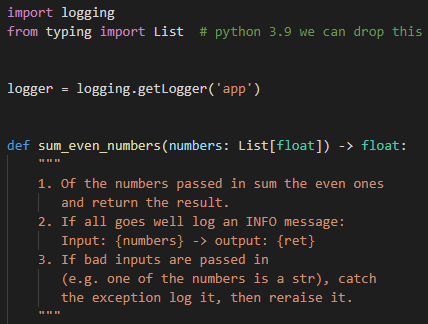 import logging
from typing import List  # python 3.9 we can drop this
logger = logging.getLogger('app')
def sum_even_numbers(numbers: List[float]) -> float:
"""
1. Of the numbers passed in sum the even ones
and return the result.
2. If all goes well log an INFO message:
Input: {numbers} -> output: {ret}
3. If bad inputs are passed in
(e.g. one of the numbers is a str), catch
the exception log it, then reraise it.
"""